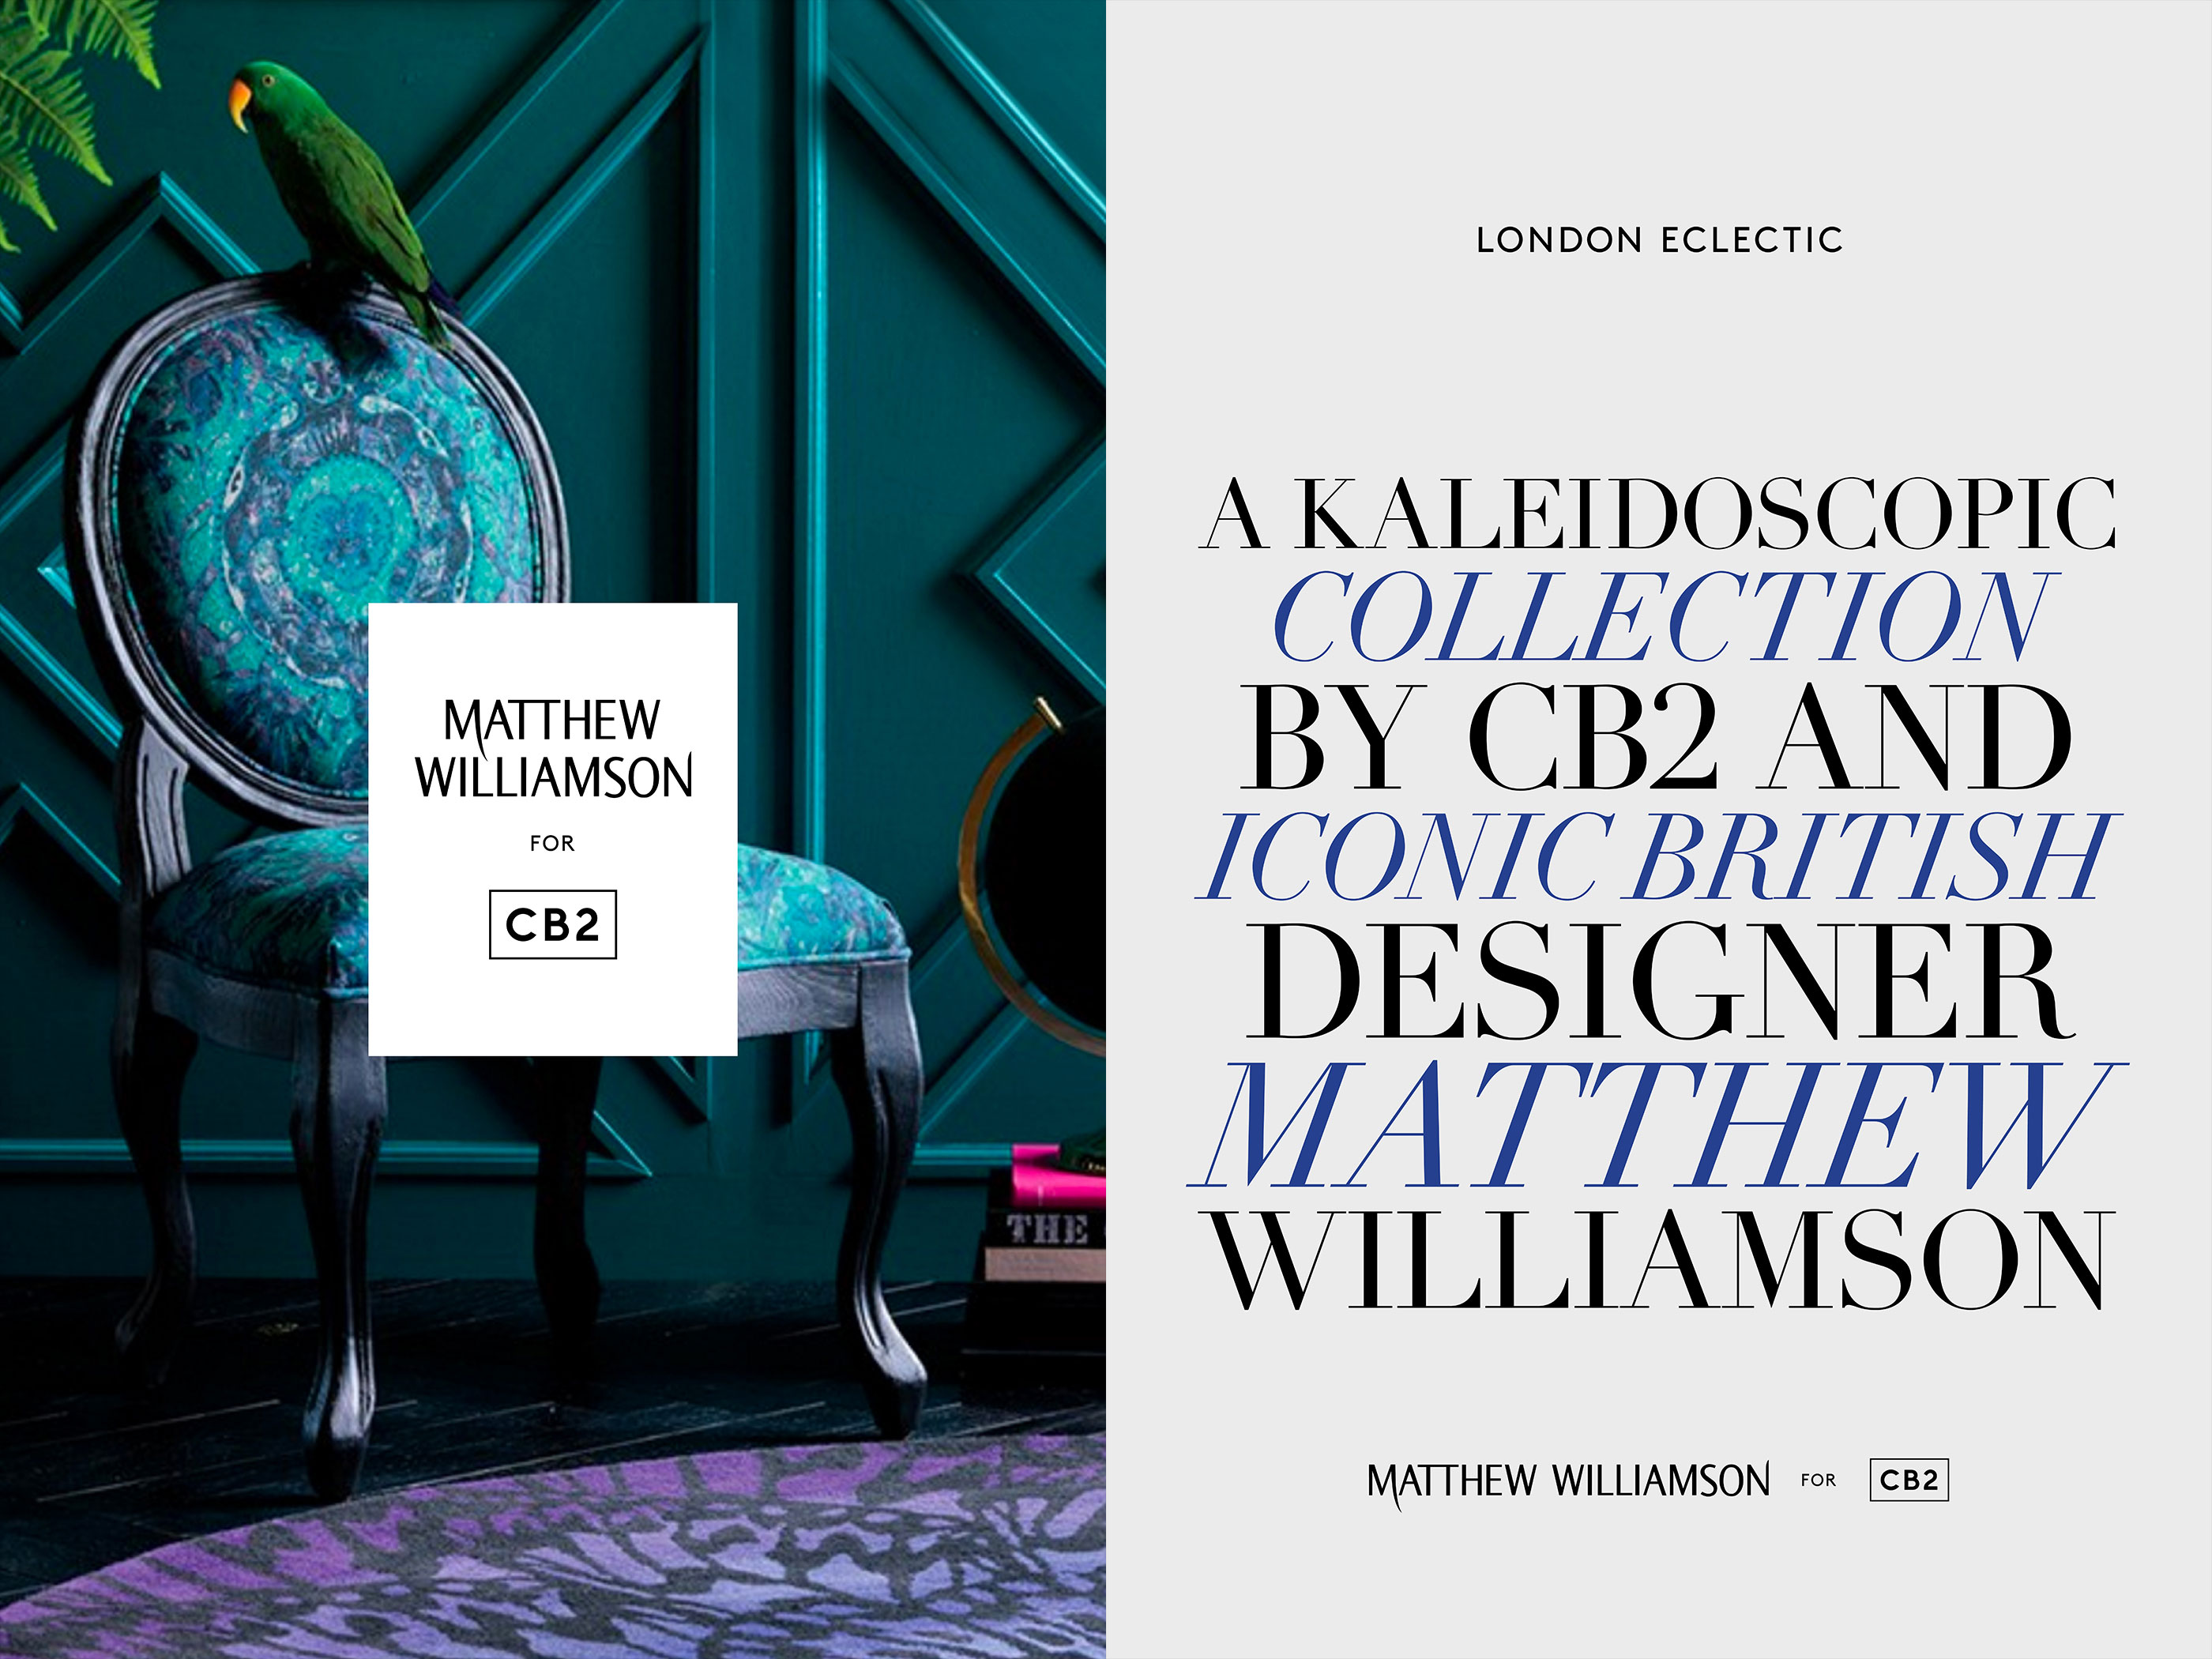 MATTHEW
WILLIAMSON
FOR
CB2
THE
LONDON ECLECTIC
A KALEIDOSCOPIC
COLLECTION
BY CB2 AND
ICONIC BRITISH
DESIGNER
MATTHEW
WILLIAMSON
MATTHEW WILLIAMSON FOR CB2